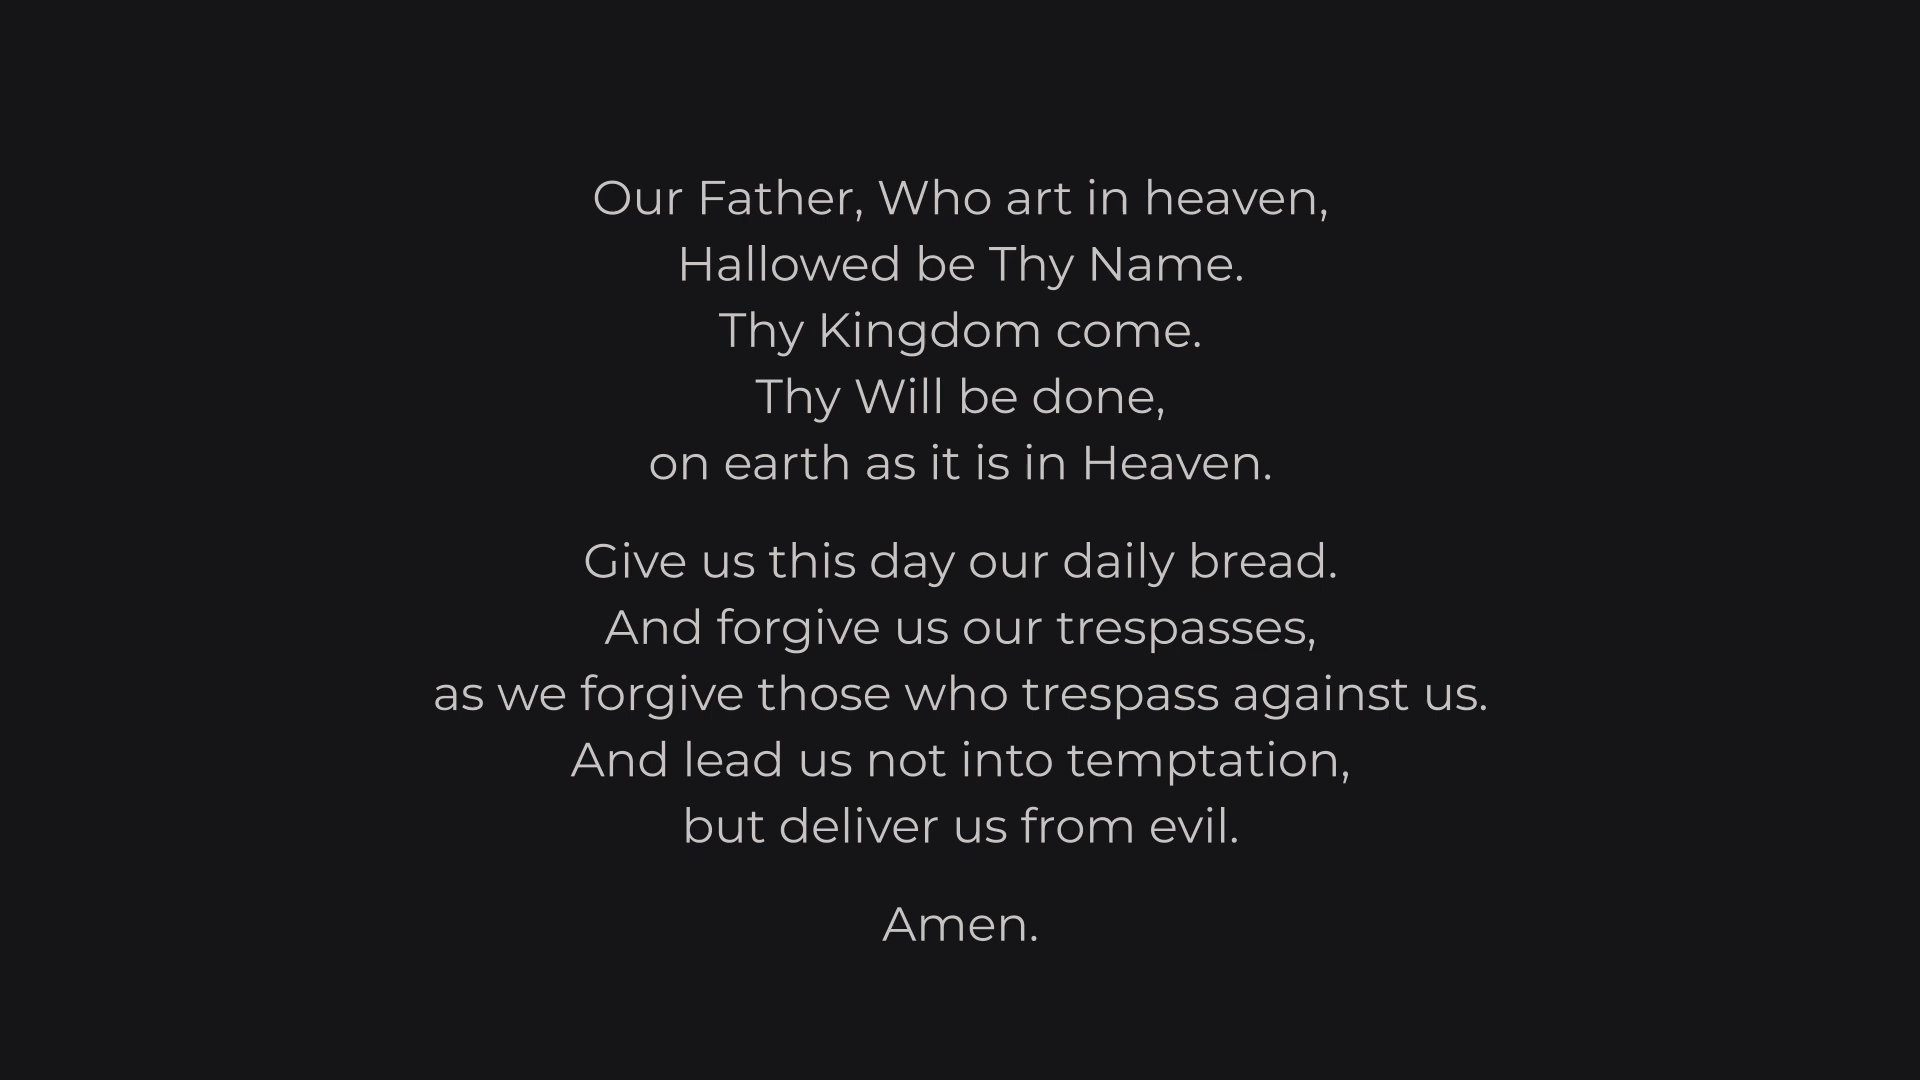 Our Father, Who art in heaven,
Hallowed be Thy Name.
Thy Kingdom come.
Thy Will be done,
on earth as it is in Heaven.
Give us this day our daily bread.
And forgive us our trespasses,
as we forgive those who trespass against us.
And lead us not into temptation,
but deliver us from evil.
Amen.